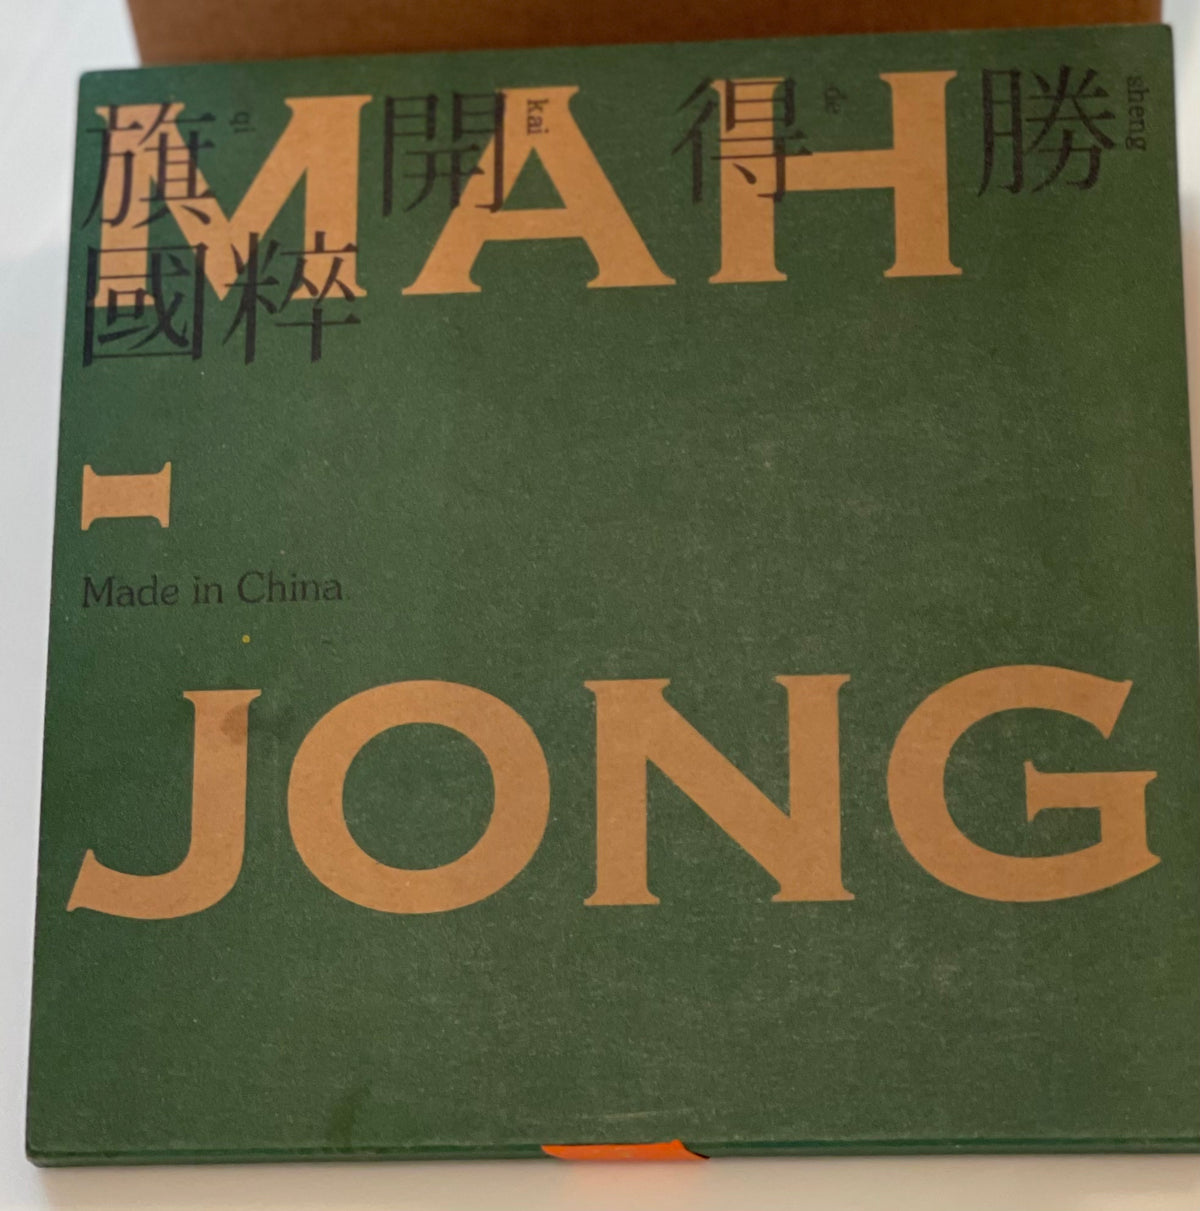 MAH
旗 qi 開 kai 得 de 勝 sheng
國粹
-
Made in China
JONG